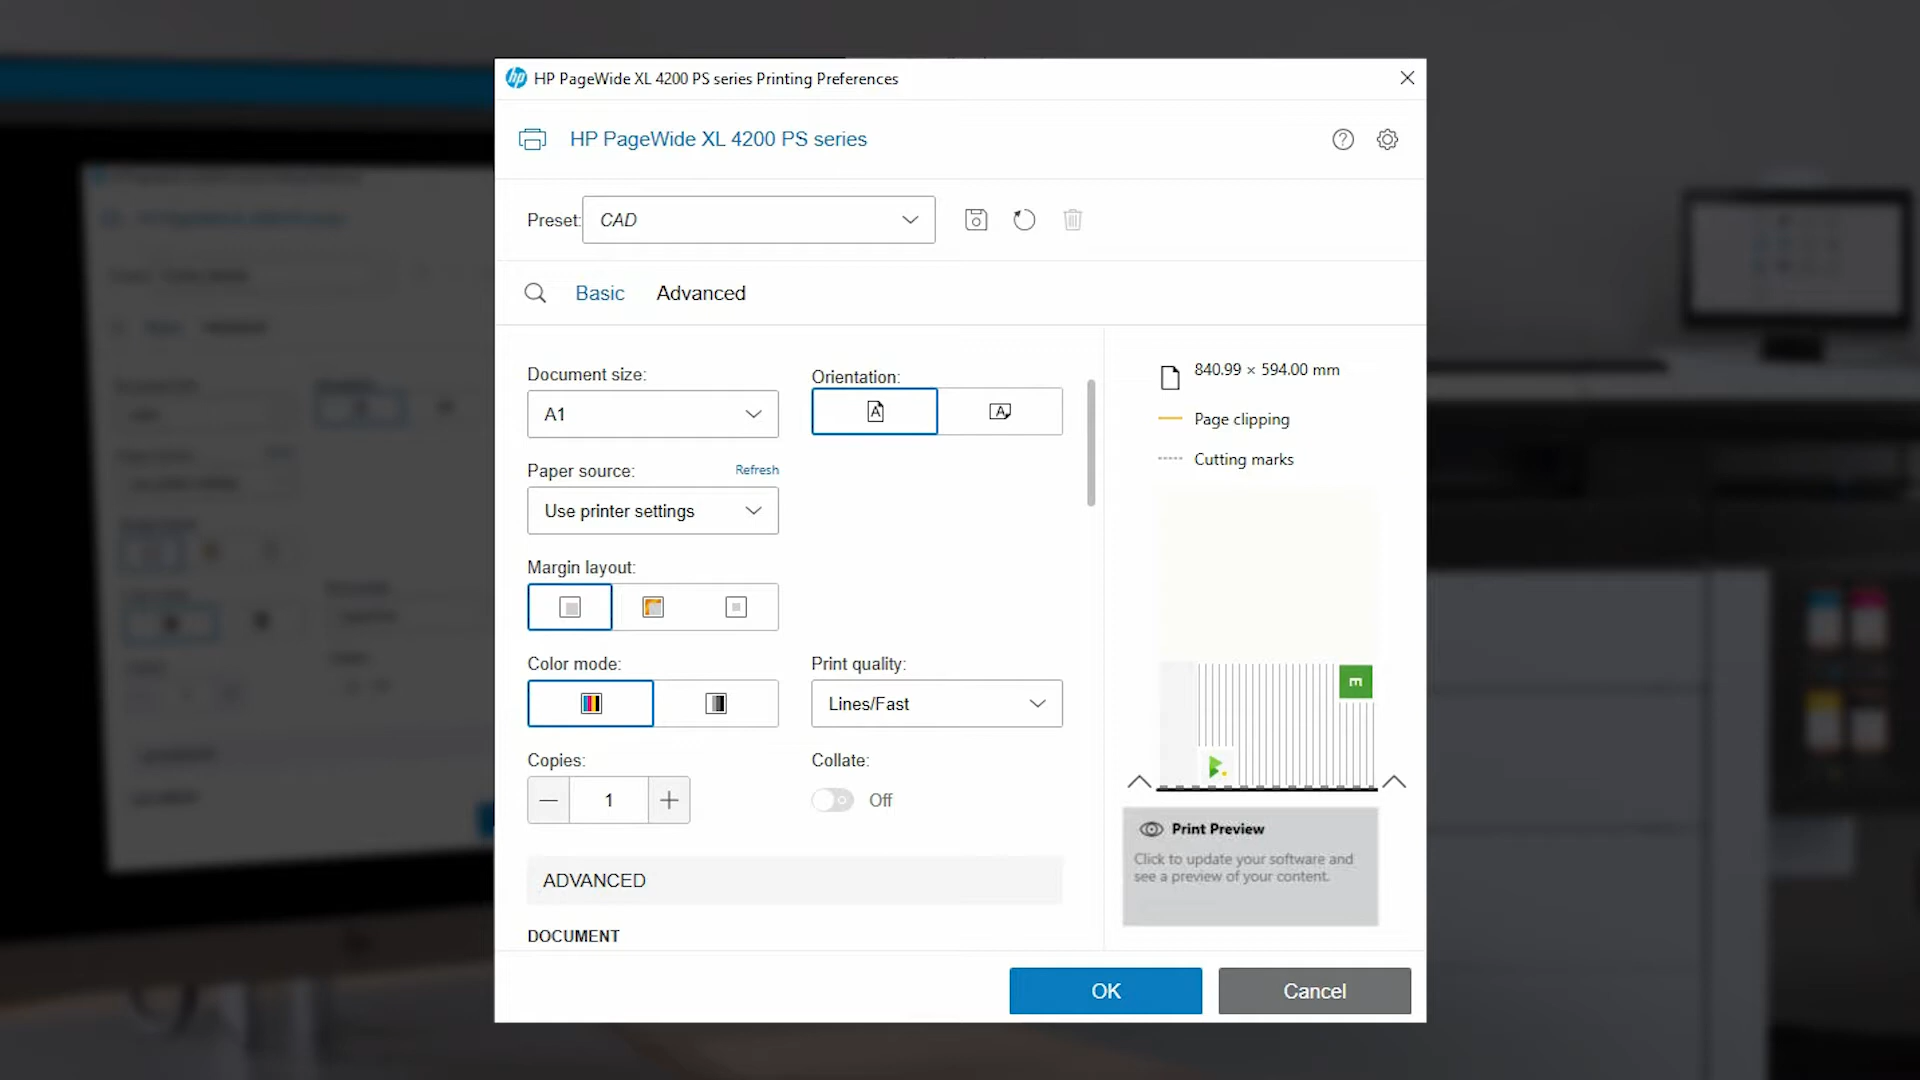 HP PageWide XL 4200 PS series Printing Preferences
HP PageWide XL 4200 PS series
Preset: CAD
Basic Advanced
Document size:
A1
Orientation:
Paper source: Refresh
Use printer settings
Margin layout:
Color mode:
Print quality:
Lines/Fast
Copies:
1
Collate:
Off
ADVANCED
DOCUMENT
840.99 × 594.00 mm
Page clipping
Cutting marks
E
Print Preview
Click to update your software and
see a preview of your content.
OK Cancel